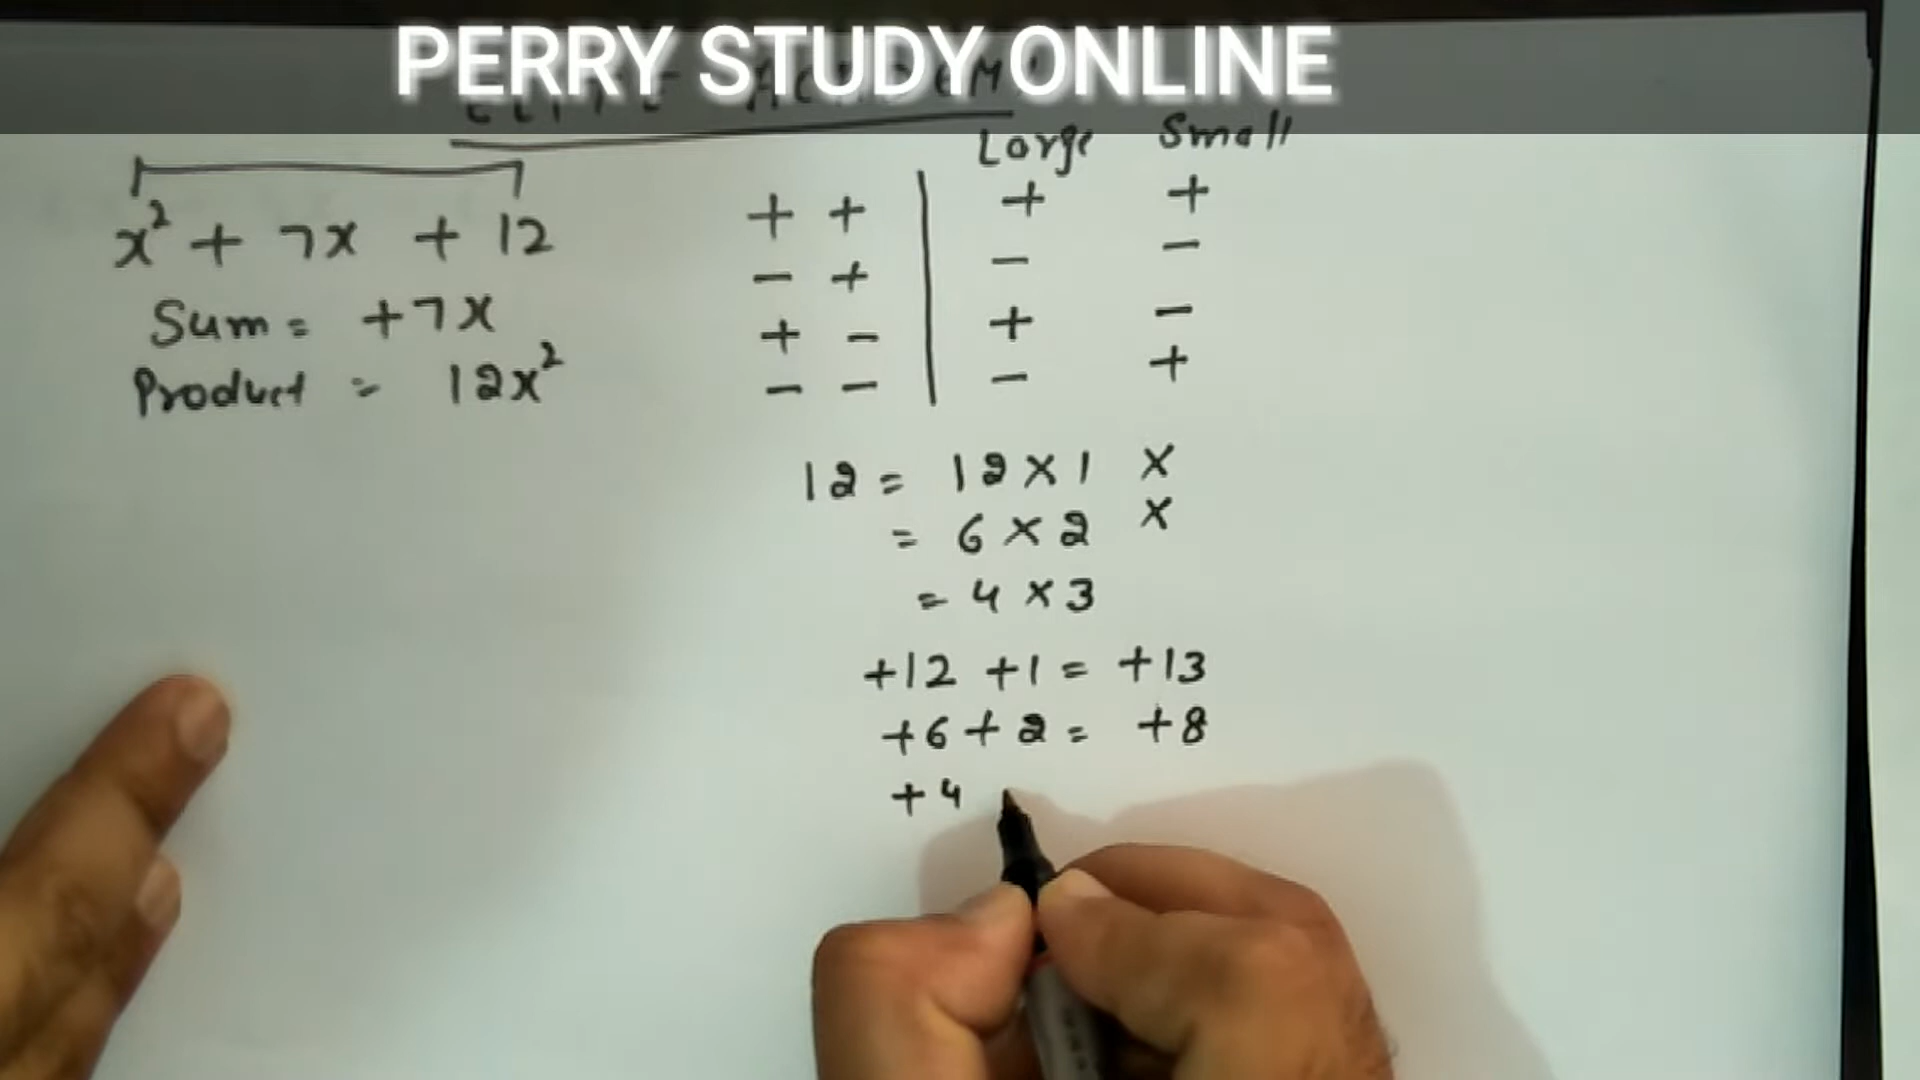 PERRY STUDY ONLINE
Large Small
x² + 7x + 12
Sum = +7x
Product = 12x²
+ + | + +
- + | - -
+ - | + -
- - | - +
12 = 12 × 1 ×
= 6 × 2 ×
= 4 × 3
+12 +1 = +13
+6 + 2 = +8
+4